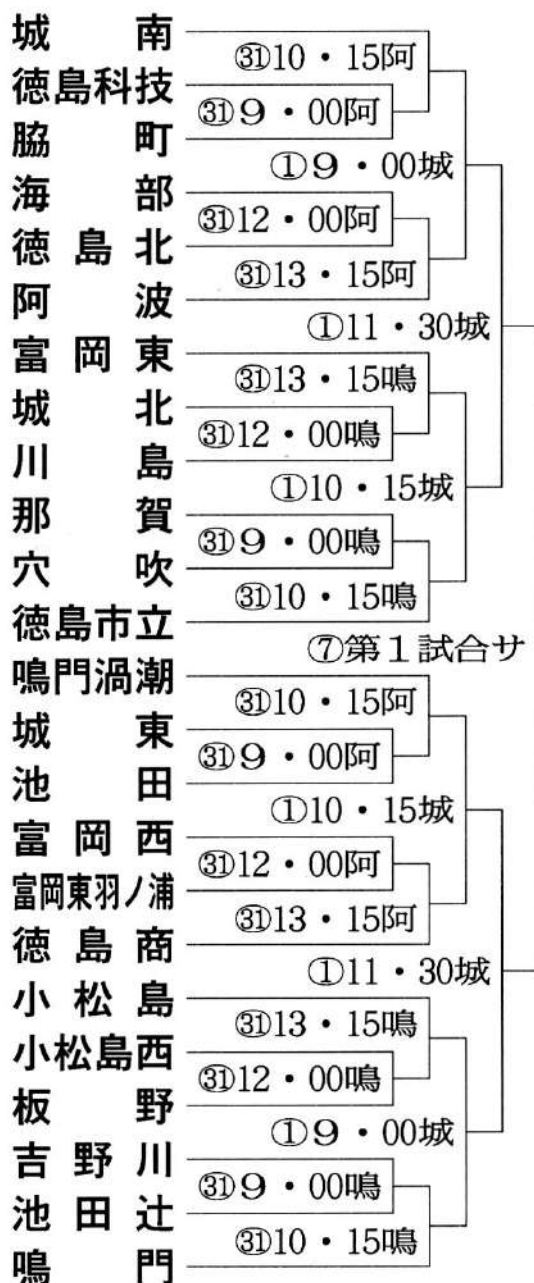 城南
㉛10・15阿
徳島科技
㉛9・00阿
脇町
①9・00城
海部
㉛12・00阿
徳島北
㉛13・15阿
阿波
①11・30城
富岡東
㉛13・15鳴
城北
㉛12・00鳴
川島
①10・15城
那賀
㉛9・00鳴
穴吹
㉛10・15鳴
徳島市立
⑦第1試合サ
鳴門渦潮
㉛10・15阿
城東
㉛9・00阿
池田
①10・15城
富岡西
㉛12・00阿
富岡東羽ノ浦
㉛13・15阿
徳島商
①11・30城
小松島
㉛13・15鳴
小松島西
㉛12・00鳴
板野
①9・00城
吉野川
㉛9・00鳴
池田辻
㉛10・15鳴
鳴門